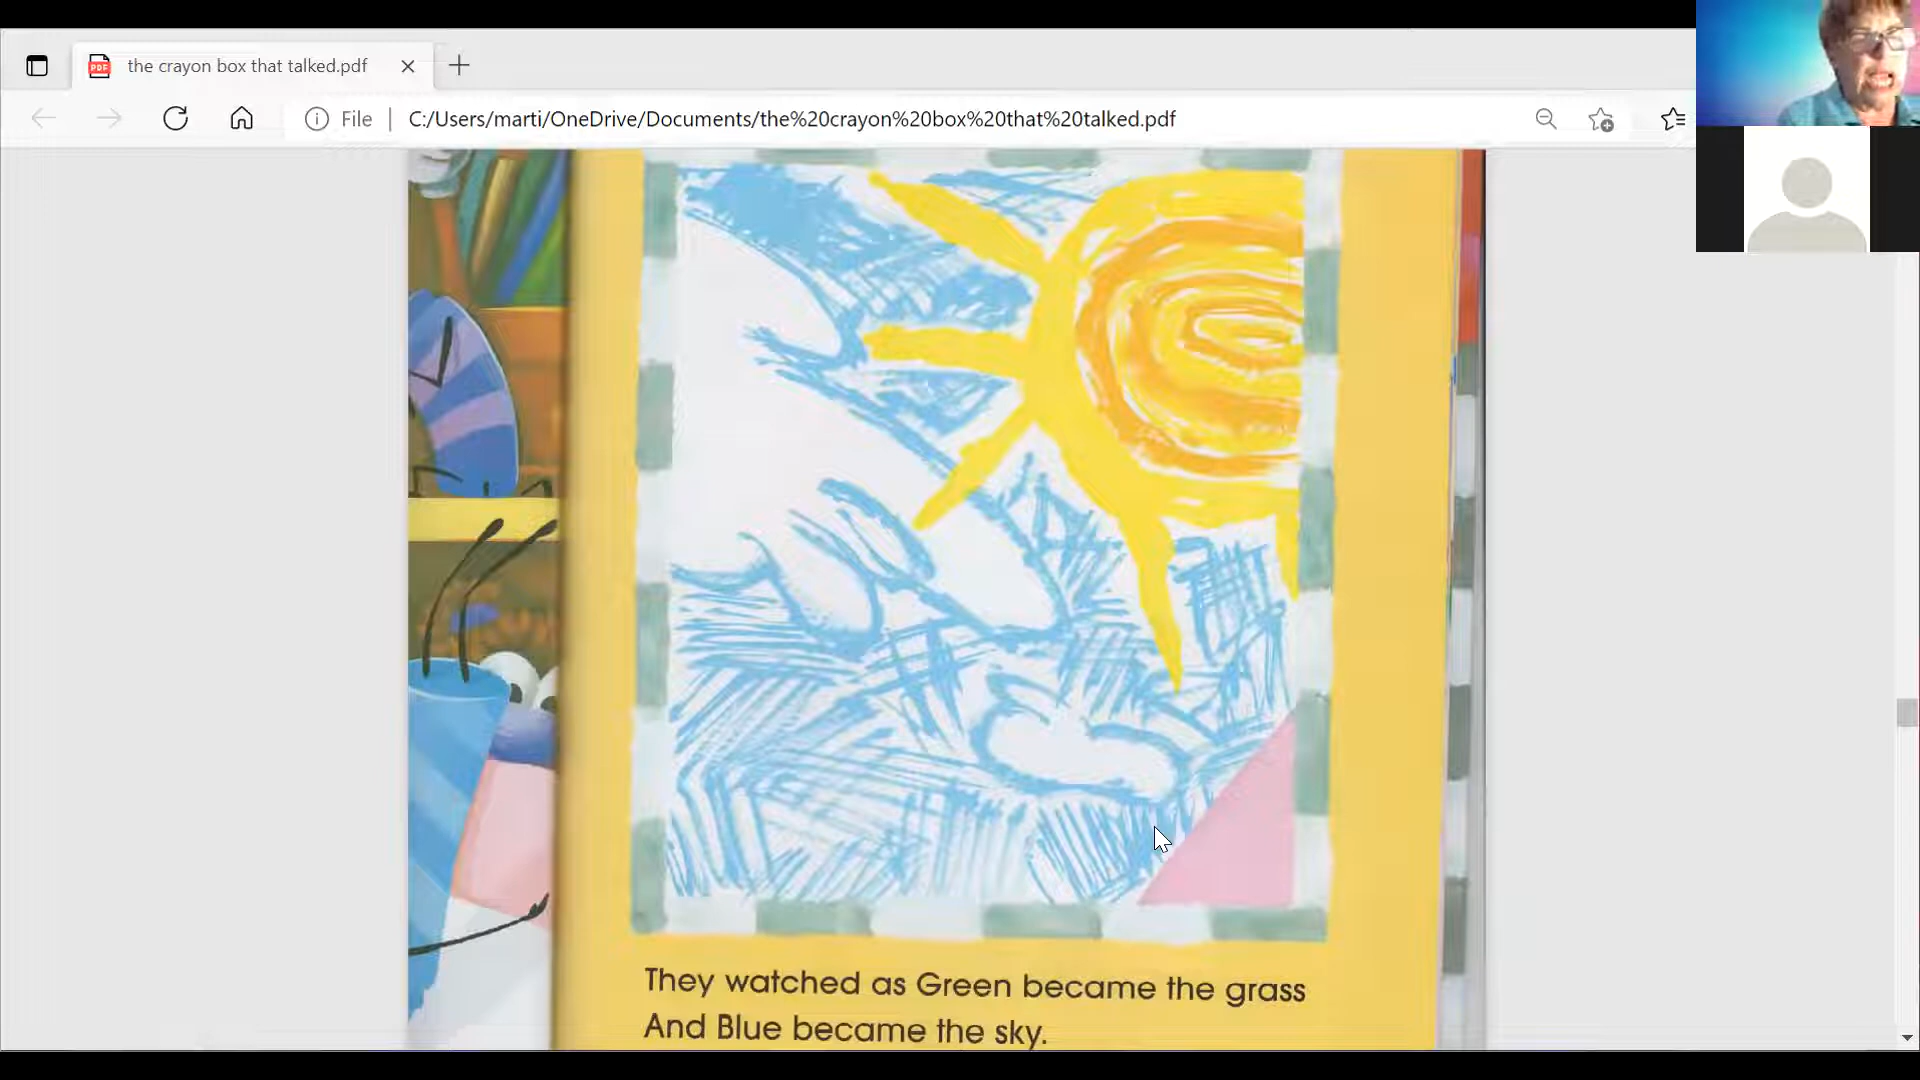 the crayon box that talked.pdf
File
C:/Users/marti/OneDrive/Documents/the%20crayon%20box%20that%20talked.pdf
They watched as Green became the grass
And Blue became the sky.